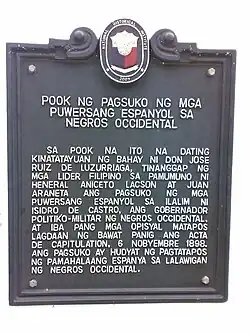 NATIONAL HISTORICAL INSTITUTE
POOK NG PAGSUKO NG MGA
PUWERSANG ESPANYOL SA
NEGROS OCCIDENTAL
SA POOK NA ITO NA DATING
KINATATAYUAN NG BAHAY NI DON JOSE
RUIZ DE LUZURRIAGA, TINANGGAP NG
MGA LIDER FILIPINO SA PAMUMUNO NI
HENERAL ANICETO LACSON AT JUAN
ARANETA ANG PAGSUKO NG MGA
PUWERSANG ESPANYOL SA ILALIM NI
ISIDRO DE CASTRO, ANG GOBERNADOR
POLITIKO-MILITAR NG NEGROS OCCIDENTAL,
AT IBA PANG MGA OPISYAL MATAPOS
LAGDAAN NG BAWAT PANIG ANG ACTA
DE CAPITULATION, 6 NOBYEMBRE 1898.
ANG PAGSUKO AY HUDYAT NG PAGTATAPOS
NG PAMAHALAANG ESPANYA SA LALAWIGAN
NG NEGROS OCCIDENTAL.